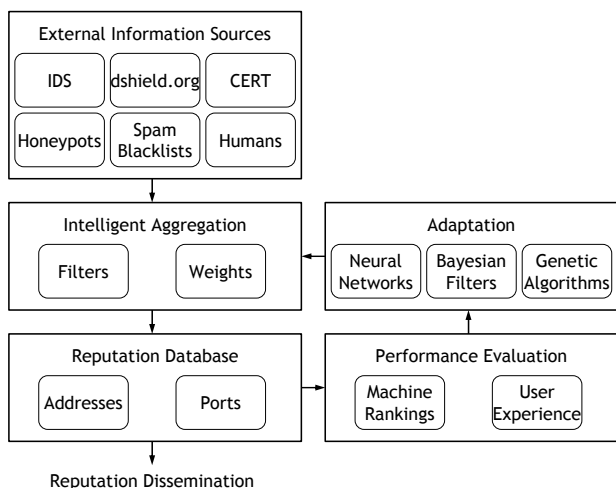 External Information Sources
IDS
dshield.org
CERT
Honeypots
Spam
Blacklists
Humans
Intelligent Aggregation
Filters
Weights
Adaptation
Neural
Networks
Bayesian
Filters
Genetic
Algorithms
Reputation Database
Addresses
Ports
Performance Evaluation
Machine
Rankings
User
Experience
Reputation Dissemination